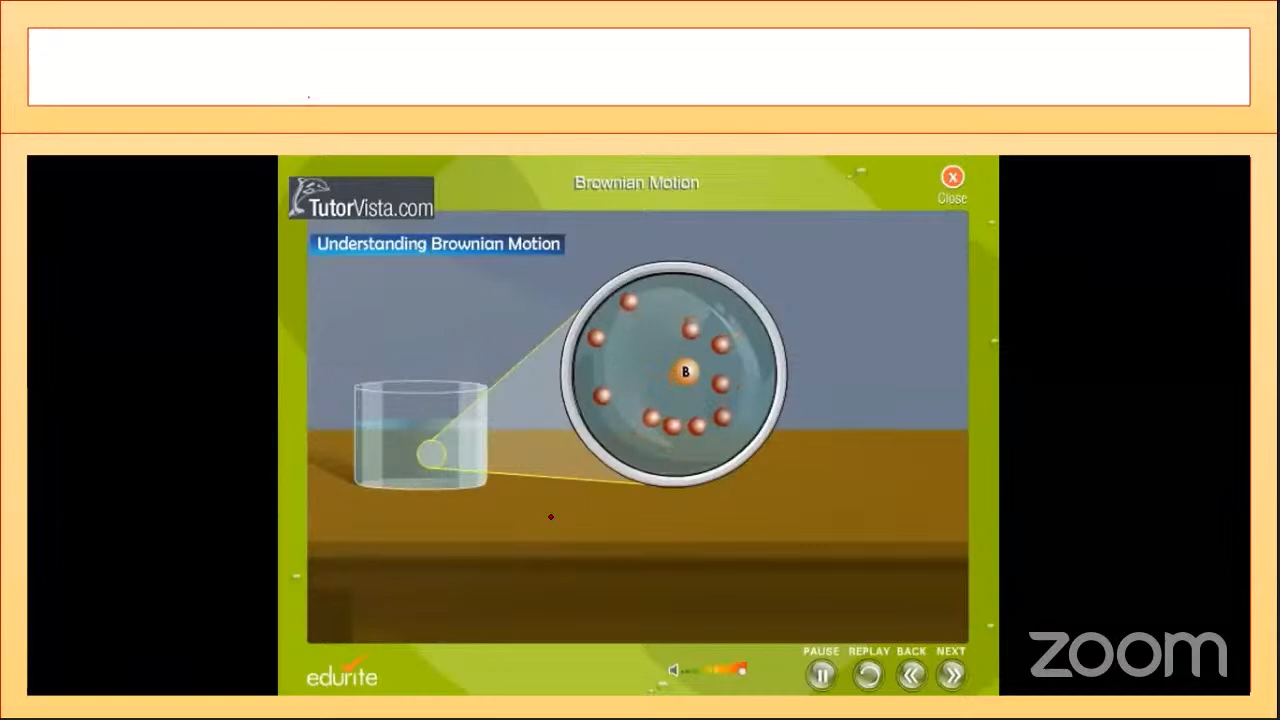 Brownian Motion
Close
TutorVista.com
Understanding Brownian Motion
B
PAUSE REPLAY BACK NEXT
edurite
zoom